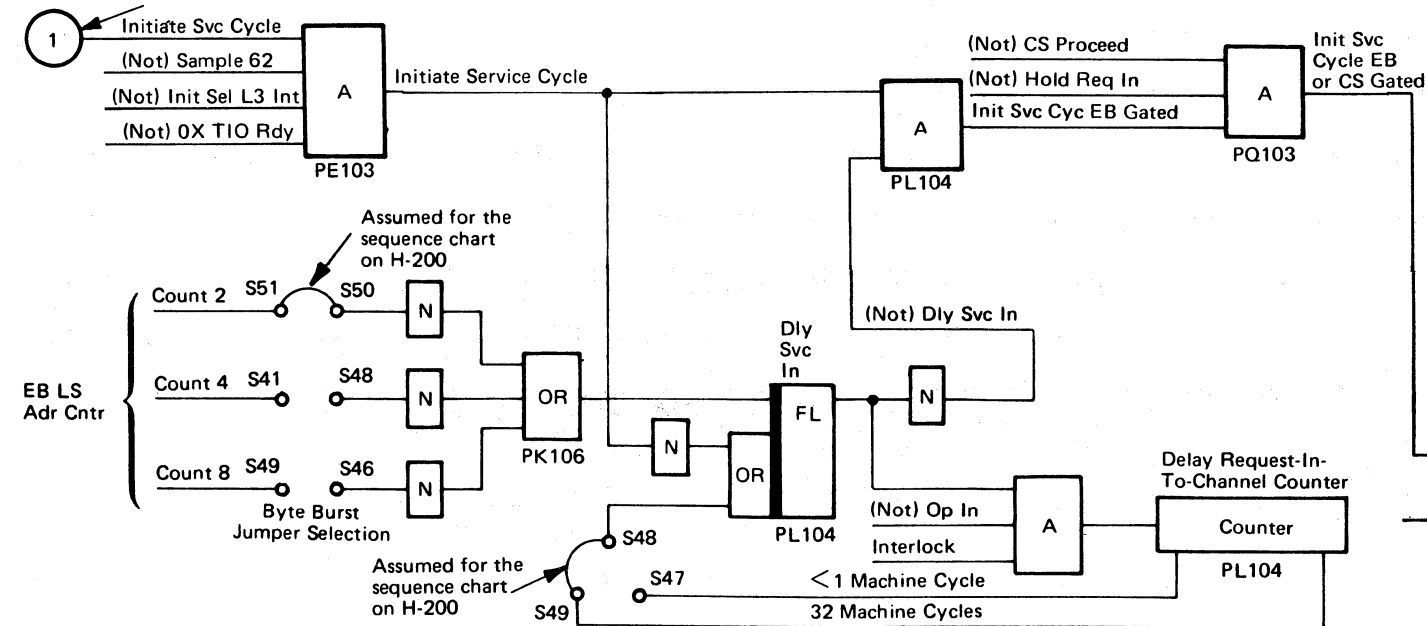 1
Initiate Svc Cycle
(Not) Sample 62
(Not) Init Sel L3 Int
(Not) 0X TIO Rdy
A
PE103
Initiate Service Cycle
A
PL104
(Not) CS Proceed
(Not) Hold Req In
Init Svc Cyc EB Gated
A
PQ103
Init Svc
Cycle EB
or CS Gated
Assumed for the
sequence chart
on H-200
EB LS
Adr Cntr
Count 2
S51
S50
N
Count 4
S41
S48
N
Count 8
S49
S46
N
Byte Burst
Jumper Selection
OR
PK106
N
OR
Dly
Svc
In
FL
PL104
N
(Not) Dly Svc In
(Not) Op In
Interlock
A
Delay Request-In-
To-Channel Counter
Counter
PL104
Assumed for the
sequence chart
on H-200
S48
S47
S49
<1 Machine Cycle
32 Machine Cycles